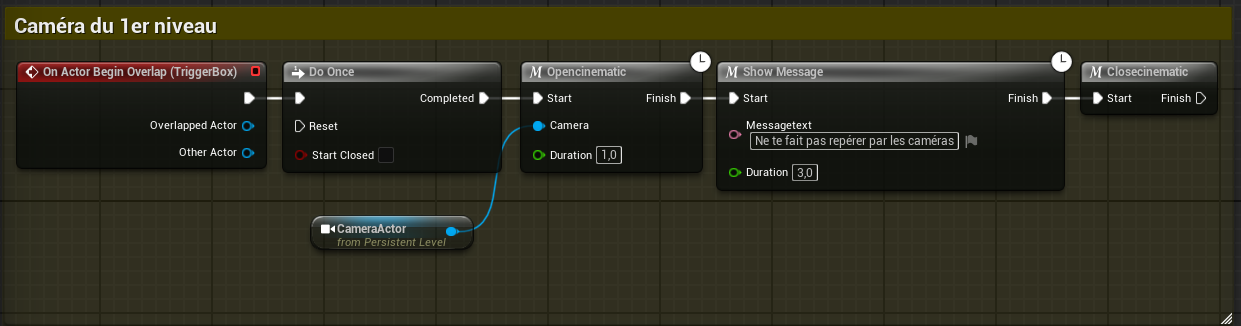 Caméra du 1er niveau
On Actor Begin Overlap (TriggerBox)
Overlapped Actor
Other Actor
Do Once
Completed
Reset
Start Closed
CameraActor
from Persistent Level
Opencinematic
Start Finish
Camera
Duration 1,0
Show Message
Start Finish
Messagetext
Ne te fait pas repérer par les caméras
Duration 3,0
Closecinematic
Start Finish